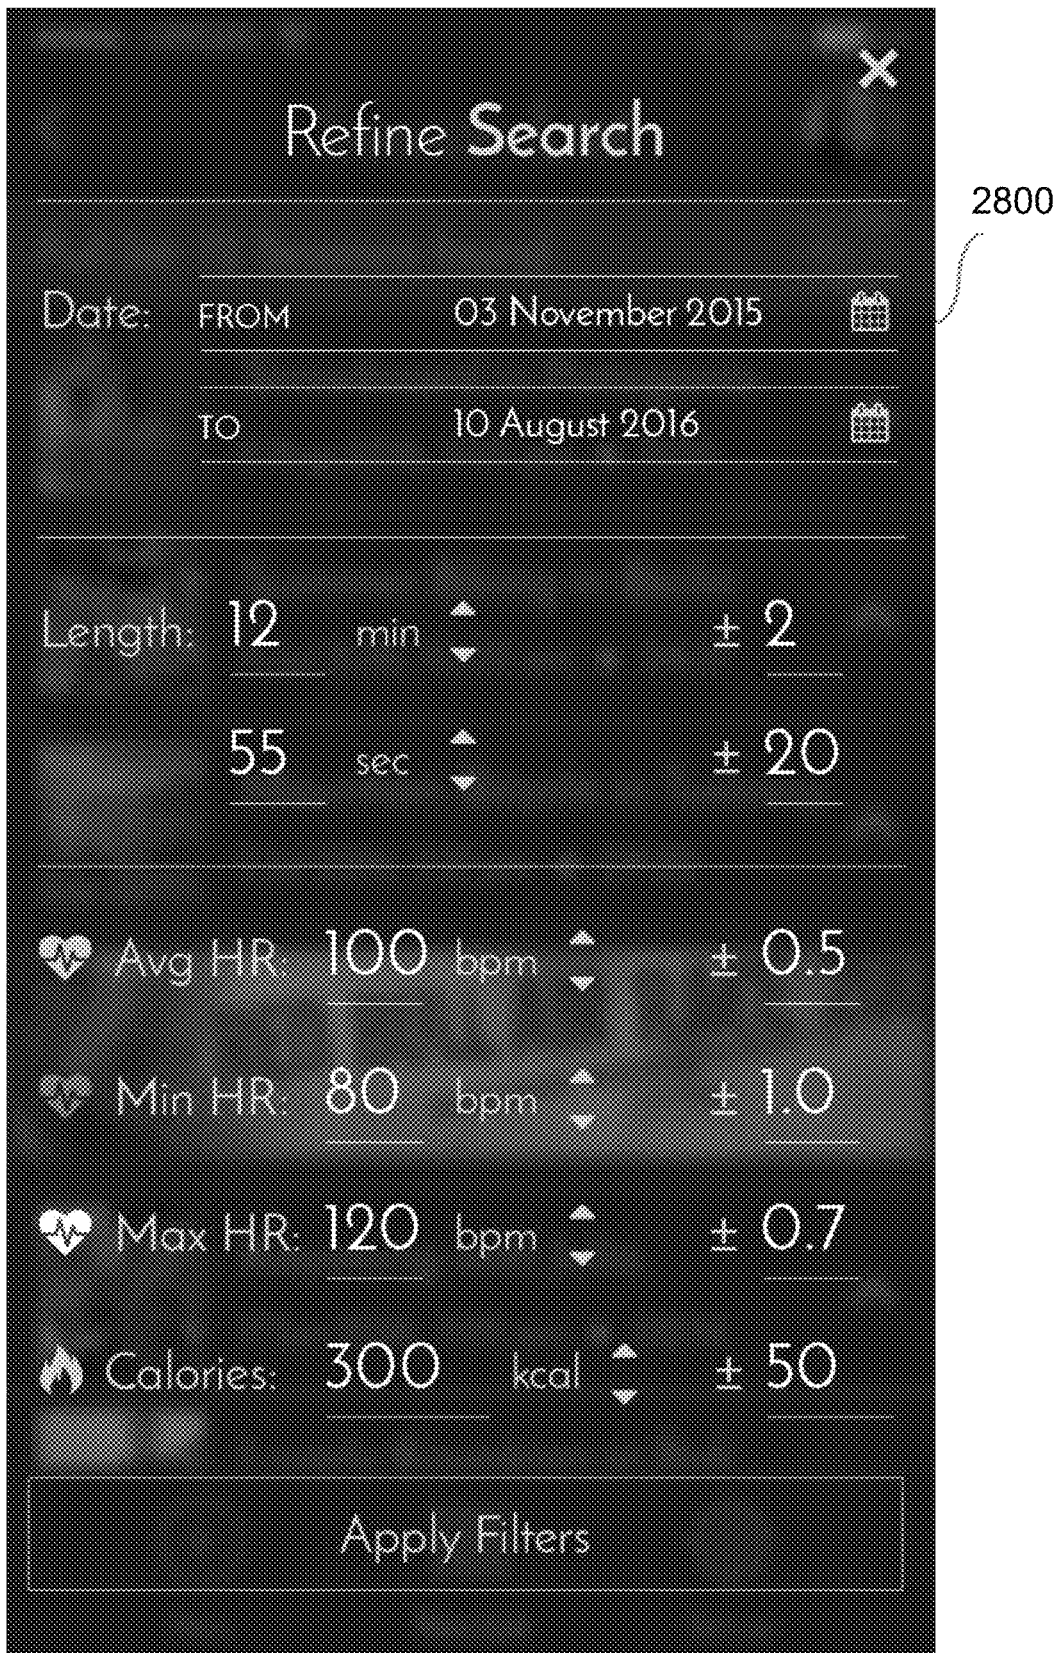 Refine Search
2800
Date: FROM 03 November 2015
TO 10 August 2016
Length: 12 min ± 2
55 sec ± 20
Avg HR: 100 bpm ± 0.5
Min HR: 80 bpm ± 1.0
Max HR: 120 bpm ± 0.7
Calories: 300 kcal ± 50
Apply Filters